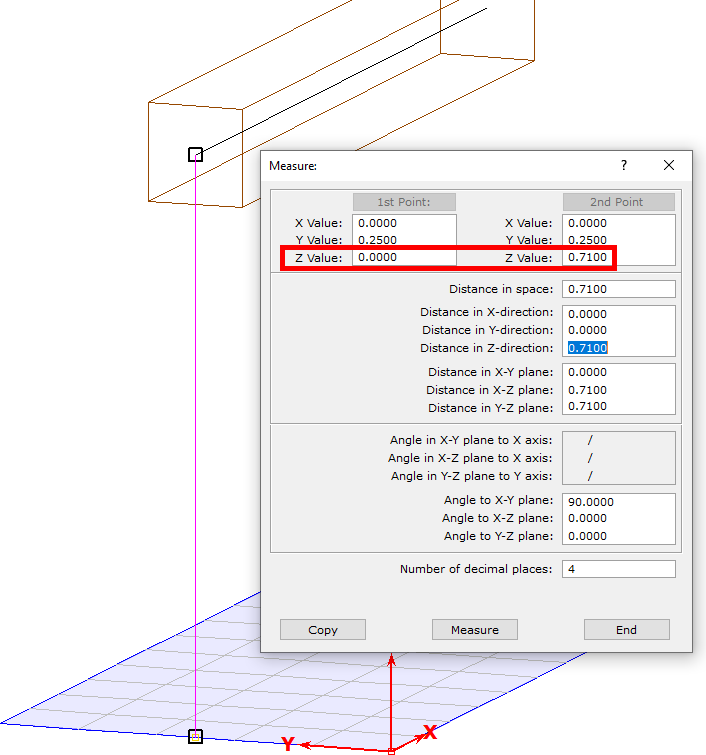 Measure: ? ×
1st Point: 2nd Point
X Value: 0.0000 X Value: 0.0000
Y Value: 0.2500 Y Value: 0.2500
Z Value: 0.0000 Z Value: 0.7100
Distance in space: 0.7100
Distance in X-direction: 0.0000
Distance in Y-direction: 0.0000
Distance in Z-direction: 0.7100
Distance in X-Y plane: 0.0000
Distance in X-Z plane: 0.7100
Distance in Y-Z plane: 0.7100
Angle in X-Y plane to X axis: /
Angle in X-Z plane to X axis: /
Angle in Y-Z plane to Y axis: /
Angle to X-Y plane: 90.0000
Angle to X-Z plane: 0.0000
Angle to Y-Z plane: 0.0000
Number of decimal places: 4
Copy Measure End
Y X